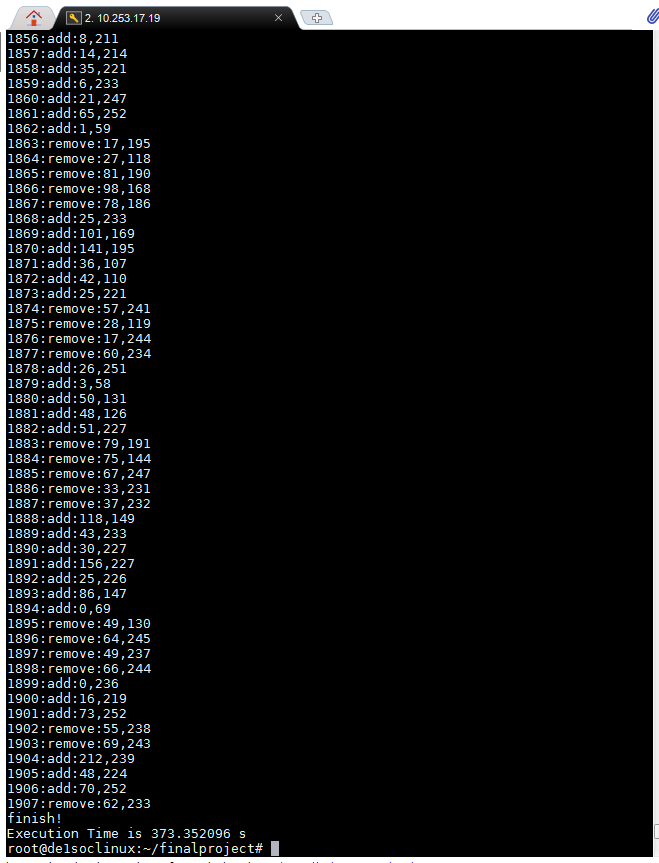 2. 10.253.17.19
1856:add:8,211
1857:add:14,214
1858:add:35,221
1859:add:6,233
1860:add:21,247
1861:add:65,252
1862:add:1,59
1863:remove:17,195
1864:remove:27,118
1865:remove:81,190
1866:remove:98,168
1867:remove:78,186
1868:add:25,233
1869:add:101,169
1870:add:141,195
1871:add:36,107
1872:add:42,110
1873:add:25,221
1874:remove:57,241
1875:remove:28,119
1876:remove:17,244
1877:remove:60,234
1878:add:26,251
1879:add:3,58
1880:add:50,131
1881:add:48,126
1882:add:51,227
1883:remove:79,191
1884:remove:75,144
1885:remove:67,247
1886:remove:33,231
1887:remove:37,232
1888:add:118,149
1889:add:43,233
1890:add:30,227
1891:add:156,227
1892:add:25,226
1893:add:86,147
1894:add:0,69
1895:remove:49,130
1896:remove:64,245
1897:remove:49,237
1898:remove:66,244
1899:add:0,236
1900:add:16,219
1901:add:73,252
1902:remove:55,238
1903:remove:69,243
1904:add:212,239
1905:add:48,224
1906:add:70,252
1907:remove:62,233
finish!
Execution Time is 373.352096 s
root@de1soclinux:~/finalproject#